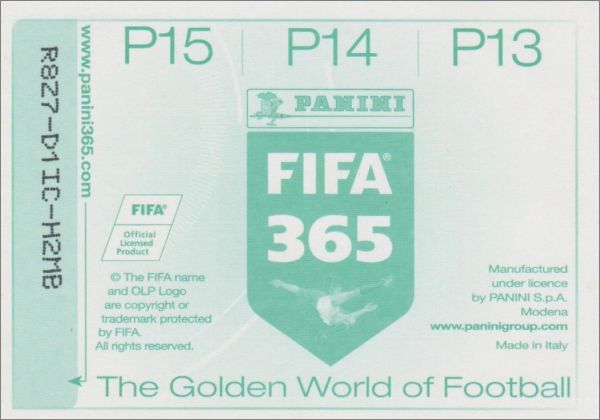 P15
P14
P13
www.panini365.com
R827-D1IC-H2MB
PANINI
FIFA®
365
FIFA®
Official
Licensed
Product
© The FIFA name
and OLP Logo
are copyright or
trademark protected
by FIFA.
All rights reserved.
Manufactured
under licence
by PANINI S.p.A.
Modena
www.paninigroup.com
Made in Italy
The Golden World of Football